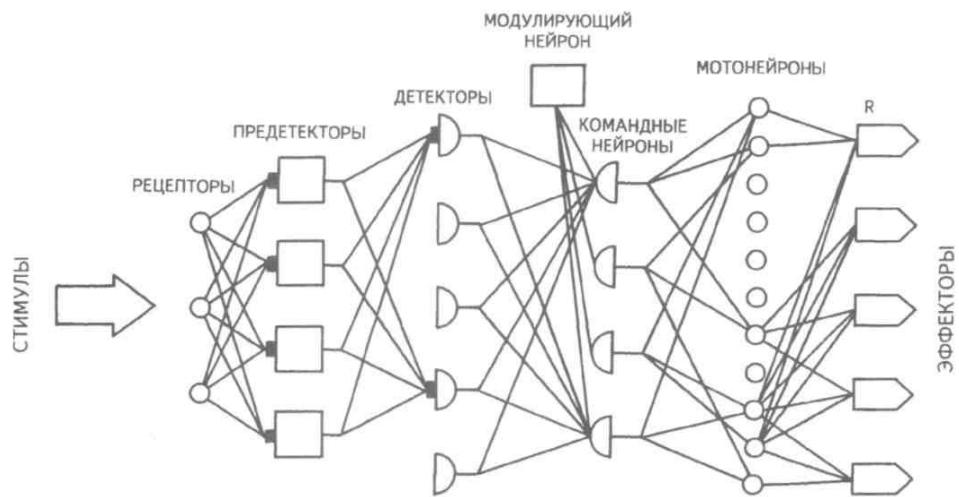 СТИМУЛЫ
РЕЦЕПТОРЫ
ПРЕДЕТЕКТОРЫ
ДЕТЕКТОРЫ
МОДУЛИРУЮЩИЙ
НЕЙРОН
КОМАНДНЫЕ
НЕЙРОНЫ
МОТОНЕЙРОНЫ
R
ЭФФЕКТОРЫ